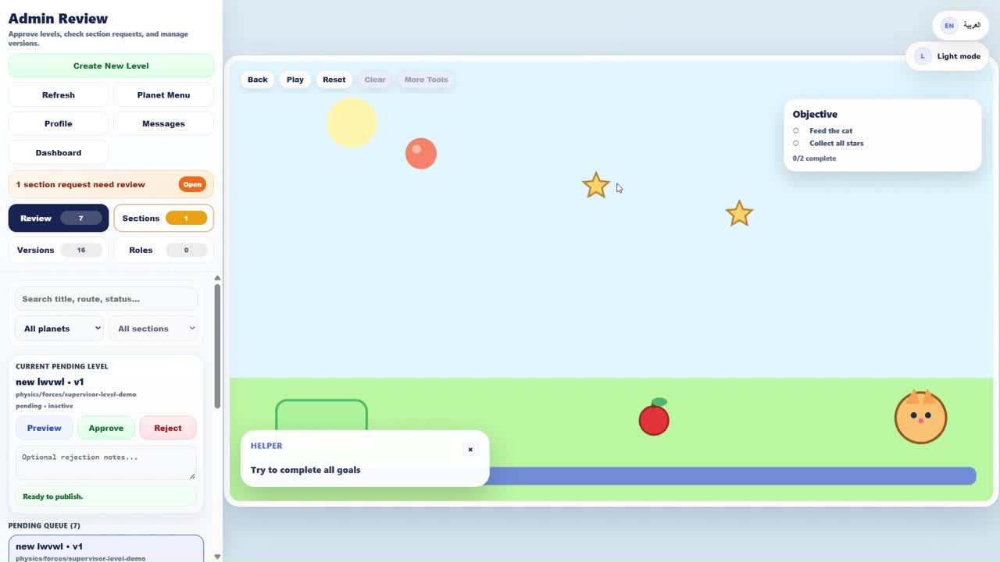 Admin Review
Approve levels, check section requests, and manage
versions.
Create New Level
Refresh
Planet Menu
Profile
Messages
Dashboard
1 section request need review
Open
Review 7
Sections 1
Versions 16
Roles 0
Search title, route, status...
All planets
All sections
CURRENT PENDING LEVEL
new lwvwl • v1
physics/forces/supervisor-level-demo
pending • inactive
Preview
Approve
Reject
Optional rejection notes...
Ready to publish.
PENDING QUEUE (7)
new lwvwl • v1
physics/forces/supervisor-level-demo
Back
Play
Reset
Clear
More Tools
EN العربية
L Light mode
Objective
Feed the cat
Collect all stars
0/2 complete
HELPER
×
Try to complete all goals